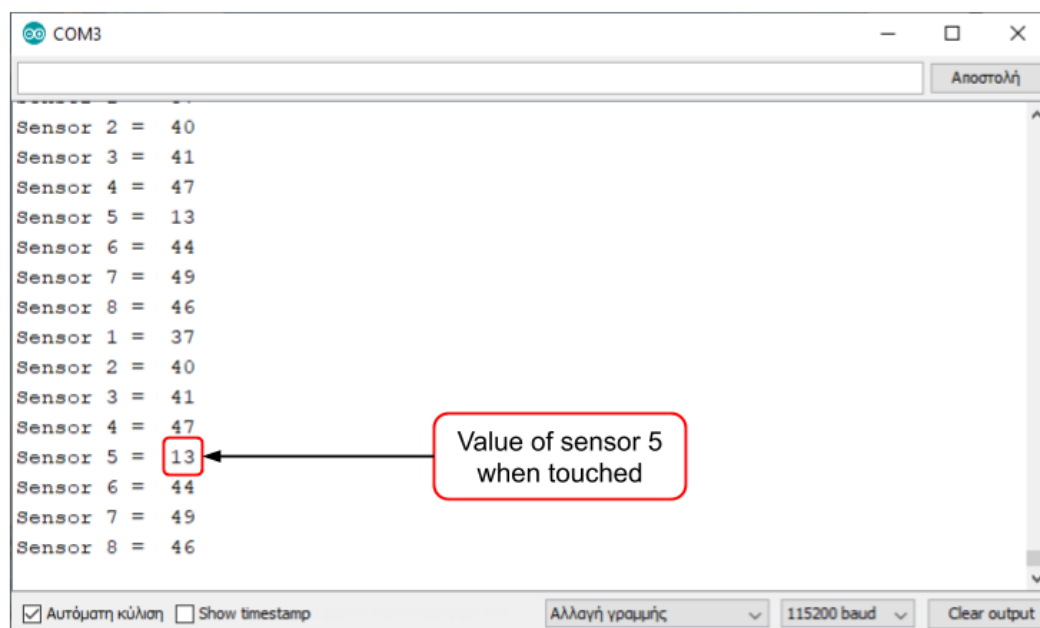 COM3
Αποστολή
Sensor 2 = 40
Sensor 3 = 41
Sensor 4 = 47
Sensor 5 = 13
Sensor 6 = 44
Sensor 7 = 49
Sensor 8 = 46
Sensor 1 = 37
Sensor 2 = 40
Sensor 3 = 41
Sensor 4 = 47
Sensor 5 = 13
Sensor 6 = 44
Sensor 7 = 49
Sensor 8 = 46
Value of sensor 5
when touched
Αυτόματη κύλιση Show timestamp Αλλαγή γραμμής 115200 baud Clear output